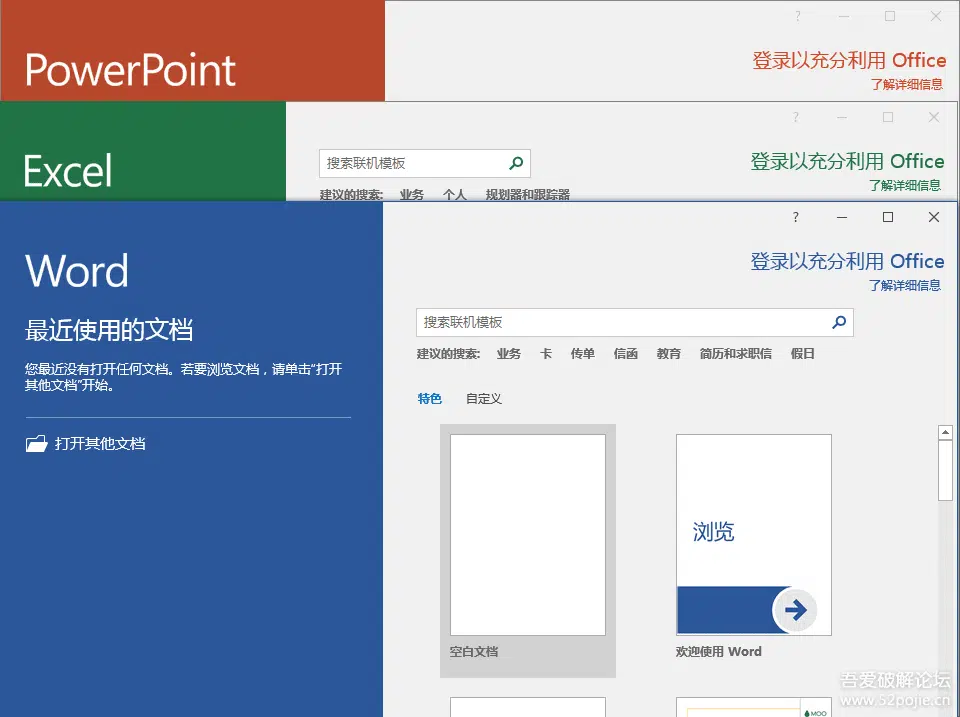 PowerPoint
?
登录以充分利用 Office
了解详细信息
Excel
?
登录以充分利用 Office
了解详细信息
搜索联机模板
建议的搜索: 业务 个人 规划器和跟踪器
Word
?
登录以充分利用 Office
了解详细信息
最近使用的文档
您最近没有打开任何文档。若要浏览文档，请单击“打开
其他文档”开始。
打开其他文档
搜索联机模板
建议的搜索: 业务 卡 传单 信函 教育 简历和求职信 假日
特色 自定义
浏览
空白文档
欢迎使用 Word
MOO
吾爱破解论坛
www.52pojie.cn